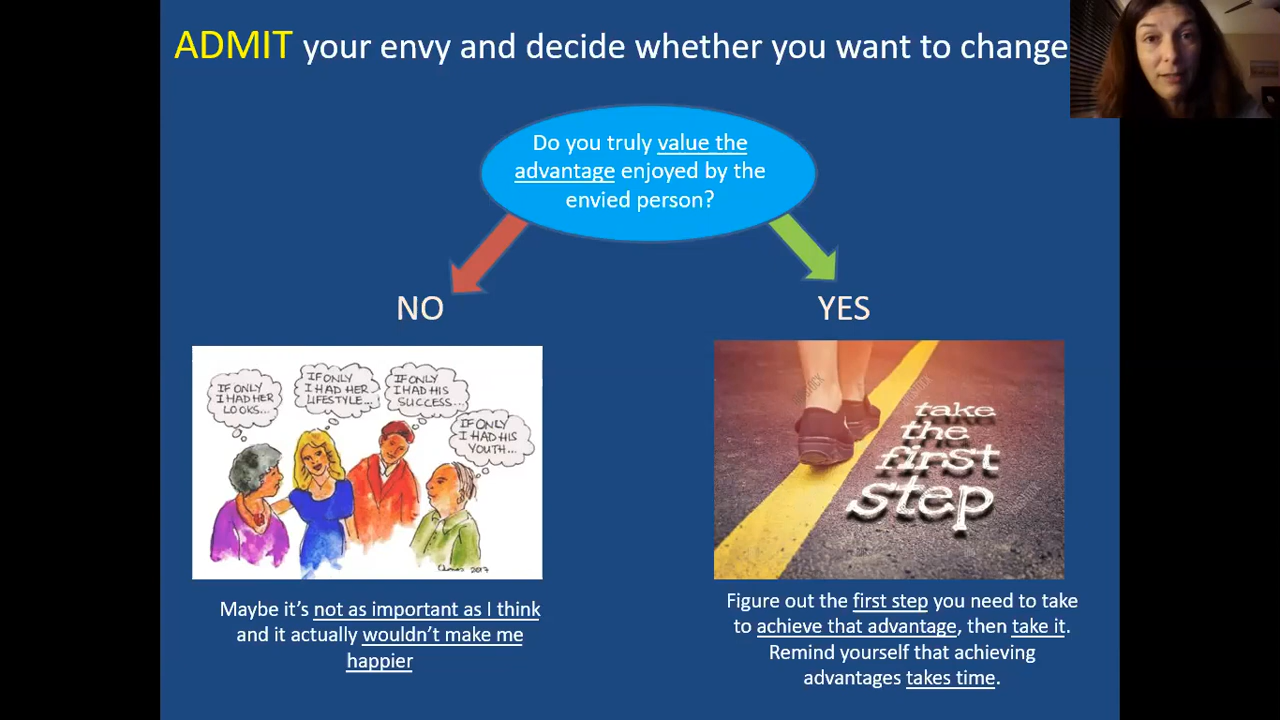 ADMIT your envy and decide whether you want to change
Do you truly value the
advantage enjoyed by the
envied person?
NO
YES
IF ONLY
I HAD HER
LOOKS...
IF ONLY
I HAD HER
LIFESTYLE...
IF ONLY
I HAD HIS
SUCCESS...
IF ONLY
I HAD HIS
YOUTH...
2017
take
the
first
step
Maybe it's not as important as I think
and it actually wouldn't make me
happier
Figure out the first step you need to take
to achieve that advantage, then take it.
Remind yourself that achieving
advantages takes time.